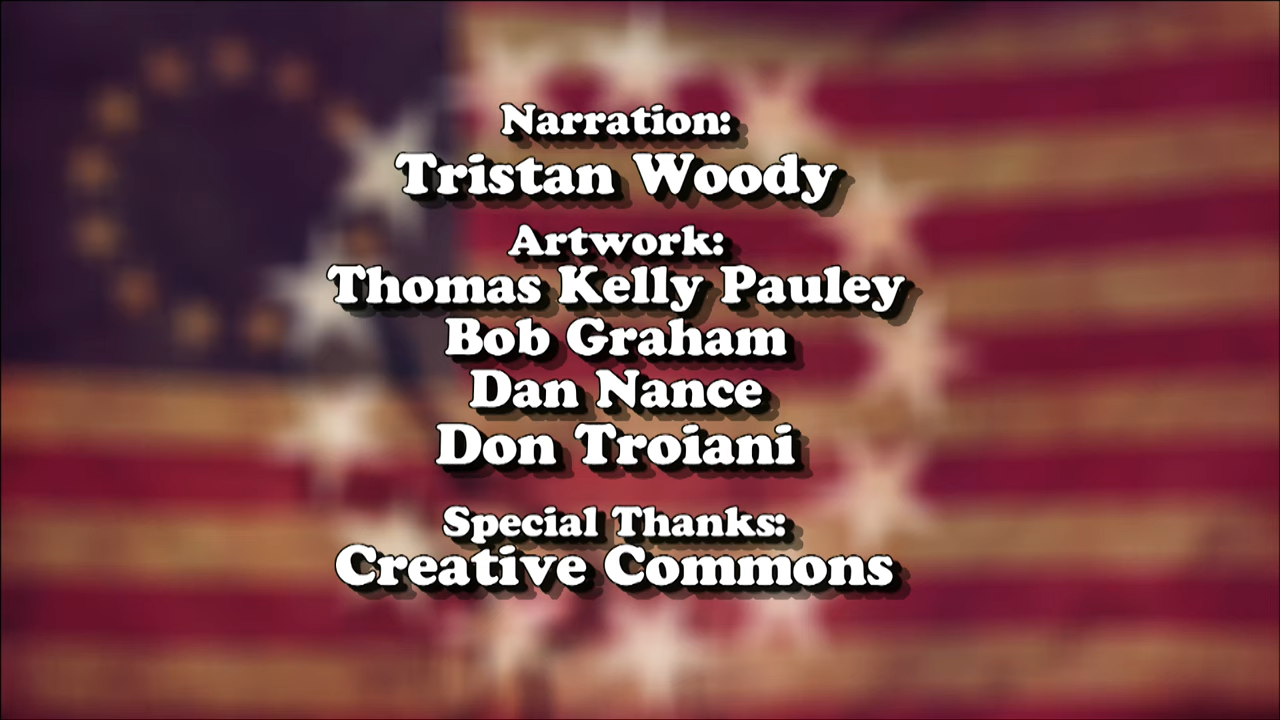 Narration:
Tristan Woody
Artwork:
Thomas Kelly Pauley
Bob Graham
Dan Nance
Don Troiani
Special Thanks:
Creative Commons